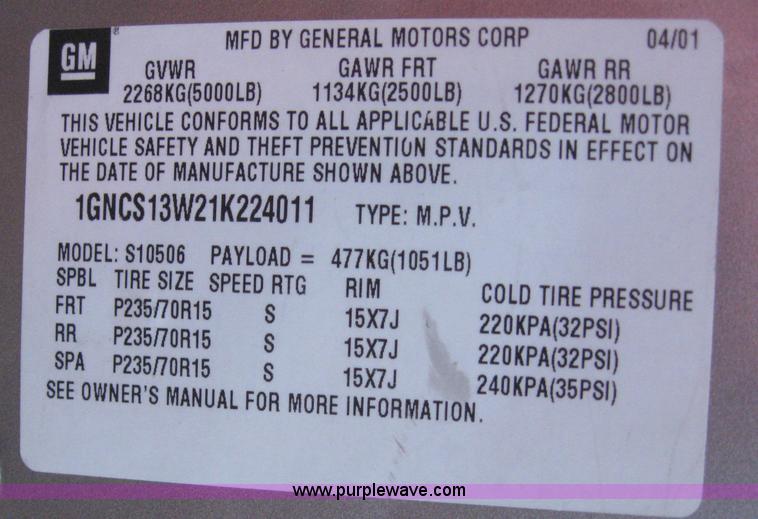 GM ® MFD BY GENERAL MOTORS CORP 04/01
GVWR GAWR FRT GAWR RR
2268KG(5000LB) 1134KG(2500LB) 1270KG(2800LB)
THIS VEHICLE CONFORMS TO ALL APPLICABLE U.S. FEDERAL MOTOR
VEHICLE SAFETY AND THEFT PREVENTION STANDARDS IN EFFECT ON
THE DATE OF MANUFACTURE SHOWN ABOVE.
1GNCS13W21K224011 TYPE: M.P.V.
MODEL: S10506 PAYLOAD = 477KG(1051LB)
SPBL TIRE SIZE SPEED RTG RIM COLD TIRE PRESSURE
FRT P235/70R15 S 15X7J 220KPA(32PSI)
RR P235/70R15 S 15X7J 220KPA(32PSI)
SPA P235/70R15 S 15X7J 240KPA(35PSI)
SEE OWNER'S MANUAL FOR MORE INFORMATION.
www.purplewave.com